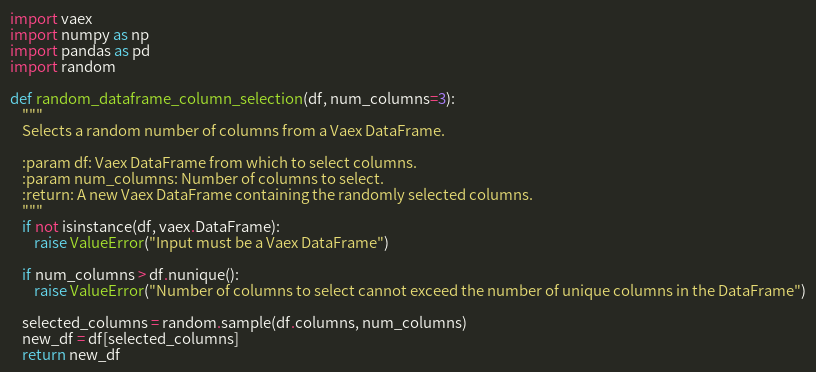 import vaex
import numpy as np
import pandas as pd
import random
def random_dataframe_column_selection(df, num_columns=3):
"""
Selects a random number of columns from a Vaex DataFrame.
:param df: Vaex DataFrame from which to select columns.
:param num_columns: Number of columns to select.
:return: A new Vaex DataFrame containing the randomly selected columns.
"""
if not isinstance(df, vaex.DataFrame):
raise ValueError("Input must be a Vaex DataFrame")
if num_columns > df.nunique():
raise ValueError("Number of columns to select cannot exceed the number of unique columns in the DataFrame")
selected_columns = random.sample(df.columns, num_columns)
new_df = df[selected_columns]
return new_df